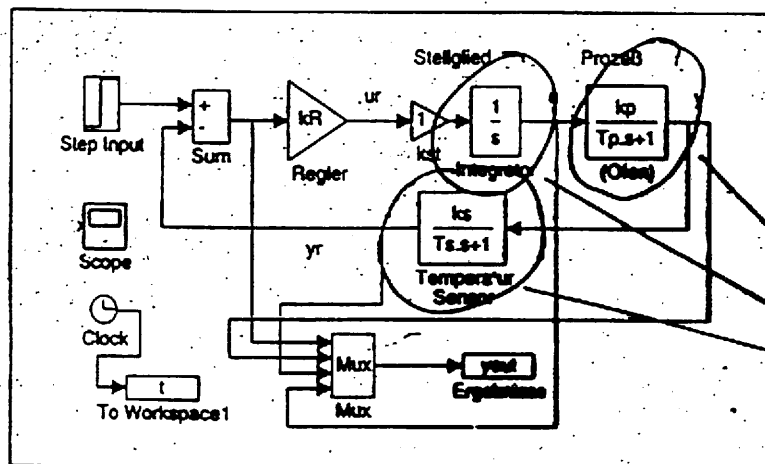 Stellglied
Prozeß
Step Input
+
-
Sum
kR
Regler
ur
1
kst
1
s
Integrator
kp
Tp.s+1
(Ofen)
ks
Ts.s+1
Temperatur
Sensor
yr
Scope
Clock
t
To Workspace1
Mux
Mux
yout
Ergebnisse